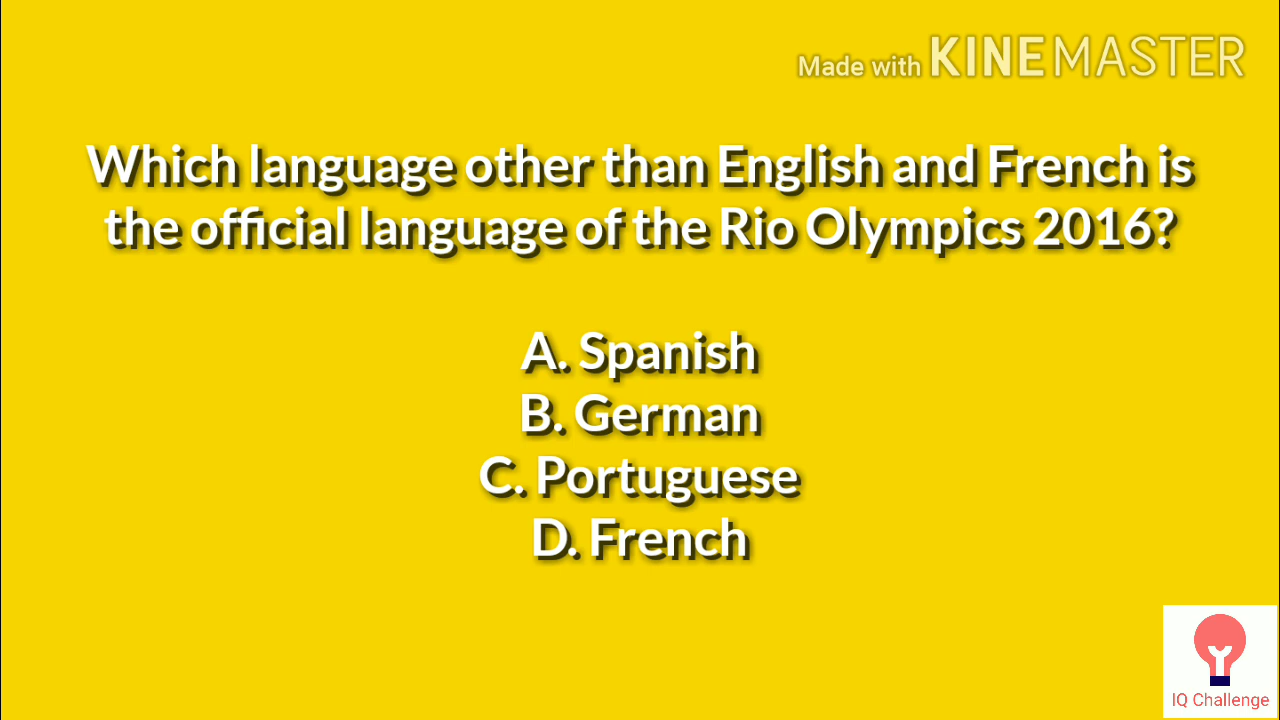 Made with KINEMASTER
Which language other than English and French is
the official language of the Rio Olympics 2016?
A. Spanish
B. German
C. Portuguese
D. French
IQ Challenge